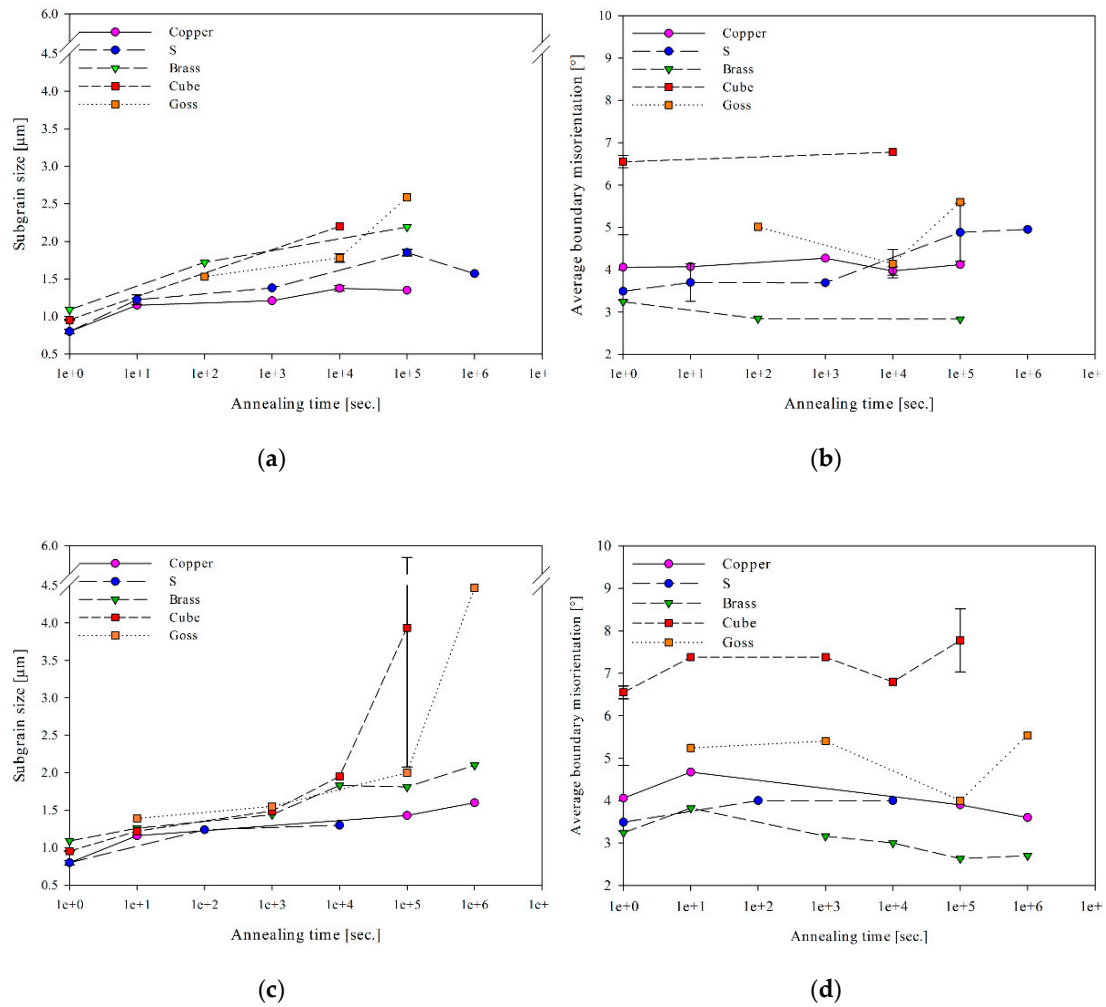 6.0
4.5
4.0
3.5
3.0
2.5
2.0
1.5
1.0
0.5
Subgrain size [µm]
Copper
S
Brass
Cube
Goss
1e+0 1e+1 1e+2 1e+3 1e+4 1e+5 1e+6 1e+
Annealing time [sec.]
(a)
10
9
8
7
6
5
4
3
2
Average boundary misorientation [°]
Copper
S
Brass
Cube
Goss
1e+0 1e+1 1e+2 1e+3 1e+4 1e+5 1e+6 1e+
Annealing time [sec.]
(b)
6.0
4.5
4.0
3.5
3.0
2.5
2.0
1.5
1.0
0.5
Subgrain size [µm]
Copper
S
Brass
Cube
Goss
1e+0 1e+1 1e+2 1e+3 1e+4 1e+5 1e+6 1e+
Annealing time [sec.]
(c)
10
9
8
7
6
5
4
3
2
Average boundary misorientation [°]
Copper
S
Brass
Cube
Goss
1e+0 1e+1 1e+2 1e+3 1e+4 1e+5 1e+6 1e+
Annealing time [sec.]
(d)